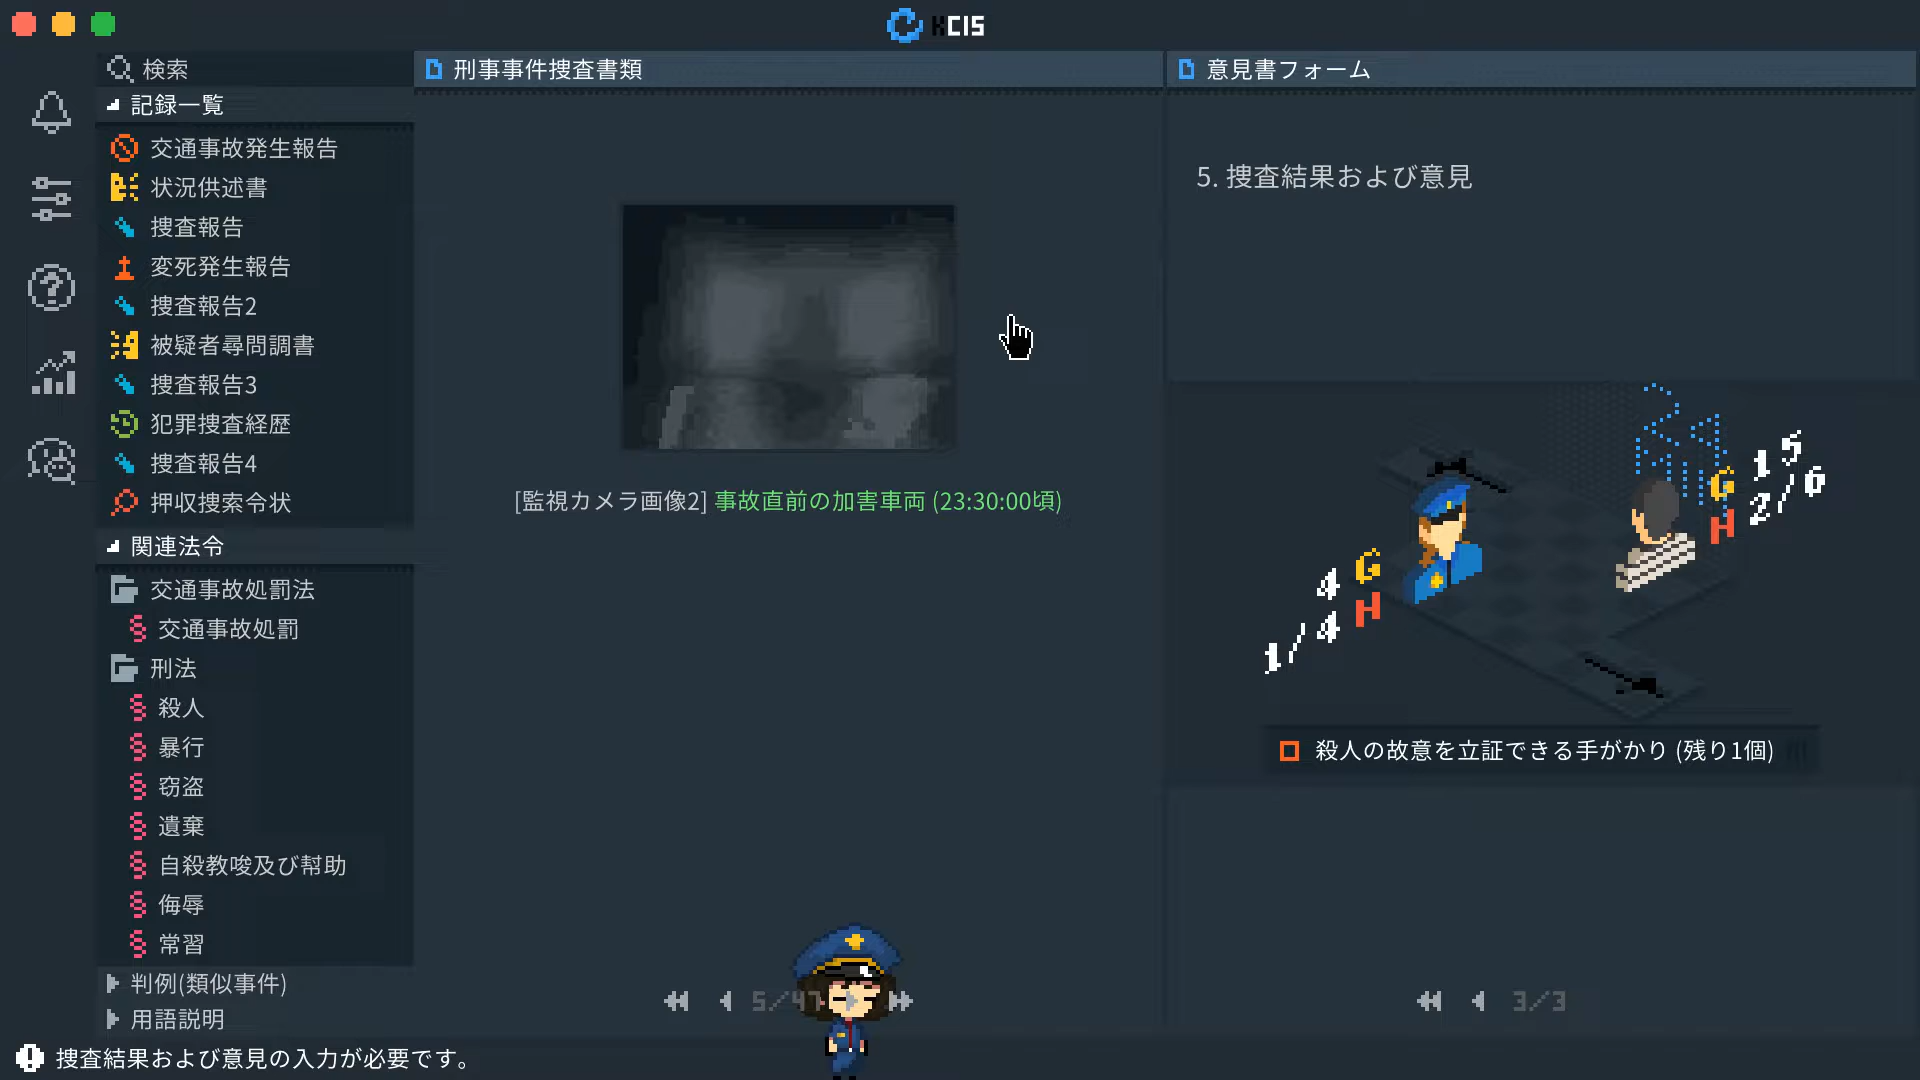 KCIS
検索
記録一覧
交通事故発生報告
状況供述書
捜査報告
変死発生報告
捜査報告2
被疑者尋問調書
捜査報告3
犯罪捜査経歴
捜査報告4
押収捜索令状
関連法令
交通事故処罰法
交通事故処罰
刑法
殺人
暴行
窃盗
遺棄
自殺教唆及び幇助
侮辱
常習
判例(類似事件)
用語説明
刑事事件捜査書類
[監視カメラ画像2] 事故直前の加害車両 (23:30:00頃)
5/47
意見書フォーム
5. 捜査結果および意見
4 G
1/4 H
G 15
H 2/6
殺人の故意を立証できる手がかり (残り1個)
3/3
捜査結果および意見の入力が必要です。